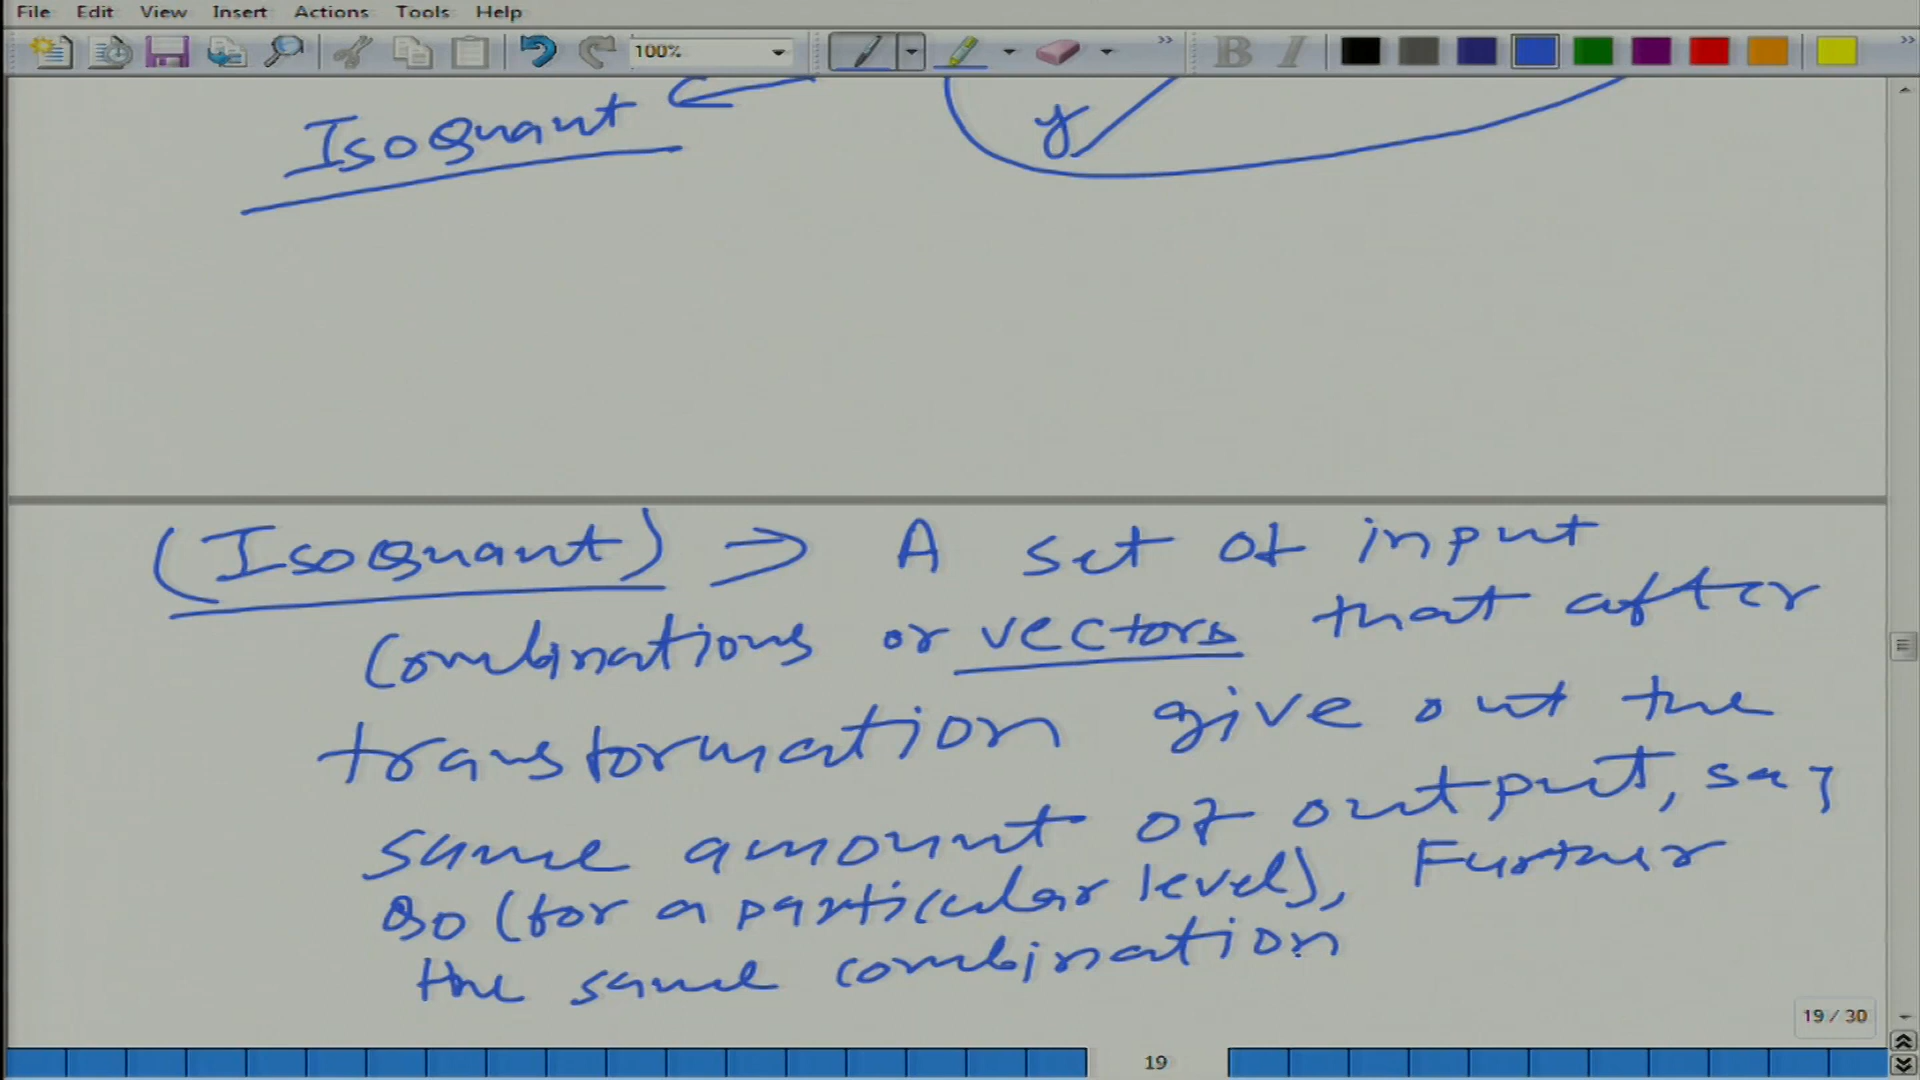 File Edit View Insert Actions Tools Help
100%
IsoQuant
y
(IsoQuant) ⇒ A set of input
combinations or vectors that after
transformation give out the
same amount of output, say
Q0 (for a particular level), Further
the same combination
19 / 30
19